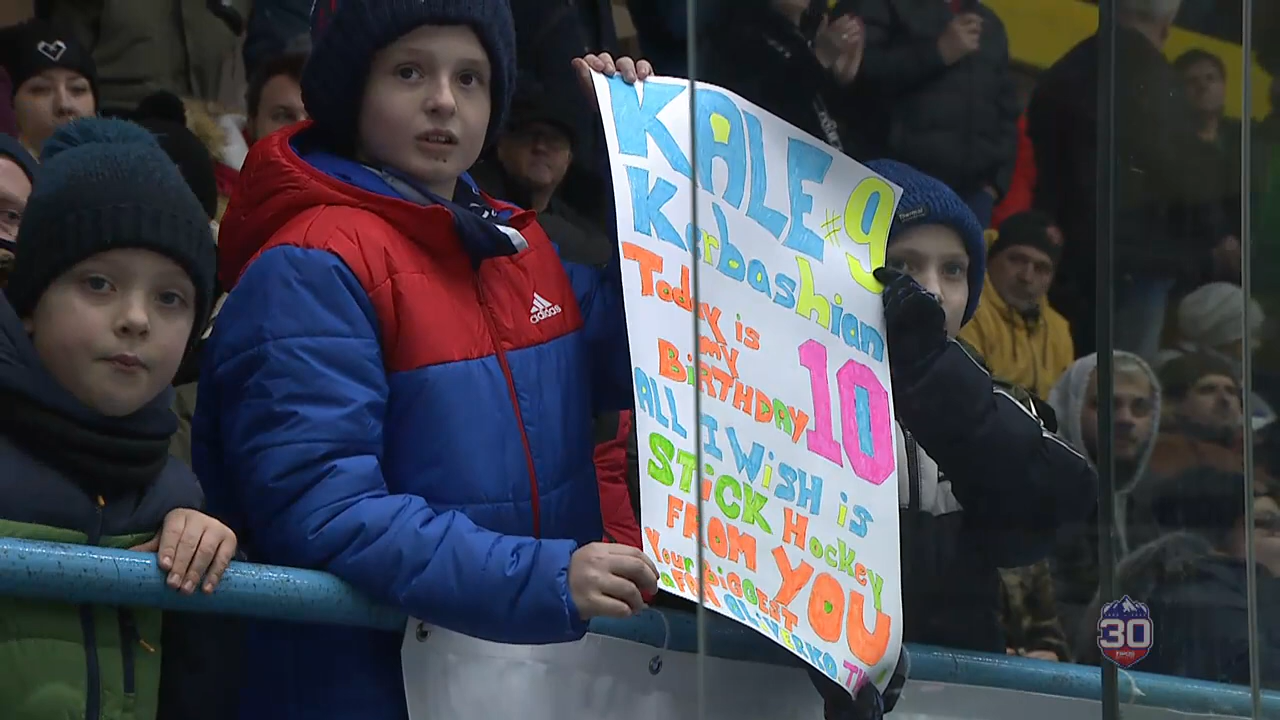 KALE #9
Kerbashian
Today is
my
BiRTHDAY 10
ALL I WiSH iS
STiCK HOCKEY
FROM YOU
YOUR BiGGEST
adidas
Thermal
30